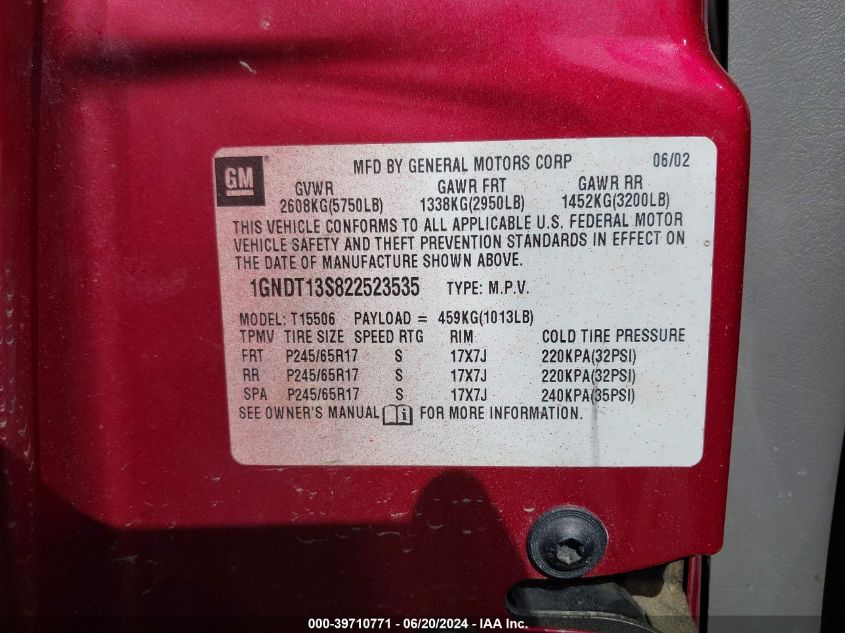 GM
MFD BY GENERAL MOTORS CORP 06/02
GVWR GAWR FRT GAWR RR
2608KG(5750LB) 1338KG(2950LB) 1452KG(3200LB)
THIS VEHICLE CONFORMS TO ALL APPLICABLE U.S. FEDERAL MOTOR
VEHICLE SAFETY AND THEFT PREVENTION STANDARDS IN EFFECT ON
THE DATE OF MANUFACTURE SHOWN ABOVE.
1GNDT13S822523535 TYPE: M.P.V.
MODEL: T15506 PAYLOAD = 459KG(1013LB)
TPMV TIRE SIZE SPEED RTG RIM COLD TIRE PRESSURE
FRT P245/65R17 S 17X7J 220KPA(32PSI)
RR P245/65R17 S 17X7J 220KPA(32PSI)
SPA P245/65R17 S 17X7J 240KPA(35PSI)
SEE OWNER'S MANUAL i FOR MORE INFORMATION.
000-39710771 - 06/20/2024 - IAA Inc.